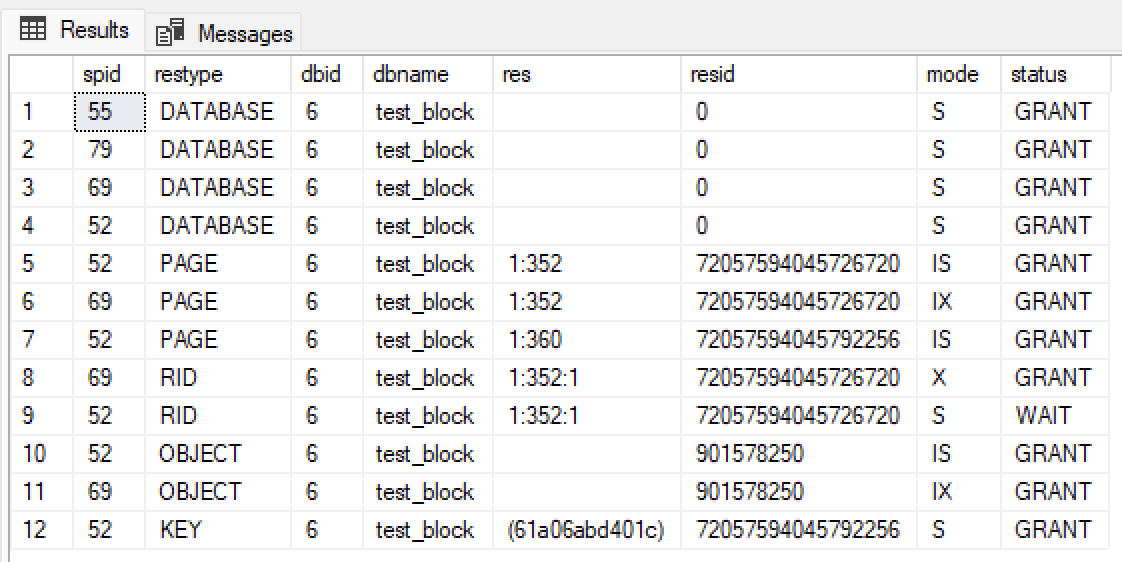 Results Messages
spid restype dbid dbname res resid mode status
1 55 DATABASE 6 test_block 0 S GRANT
2 79 DATABASE 6 test_block 0 S GRANT
3 69 DATABASE 6 test_block 0 S GRANT
4 52 DATABASE 6 test_block 0 S GRANT
5 52 PAGE 6 test_block 1:352 72057594045726720 IS GRANT
6 69 PAGE 6 test_block 1:352 72057594045726720 IX GRANT
7 52 PAGE 6 test_block 1:360 72057594045792256 IS GRANT
8 69 RID 6 test_block 1:352:1 72057594045726720 X GRANT
9 52 RID 6 test_block 1:352:1 72057594045726720 S WAIT
10 52 OBJECT 6 test_block 901578250 IS GRANT
11 69 OBJECT 6 test_block 901578250 IX GRANT
12 52 KEY 6 test_block (61a06abd401c) 72057594045792256 S GRANT